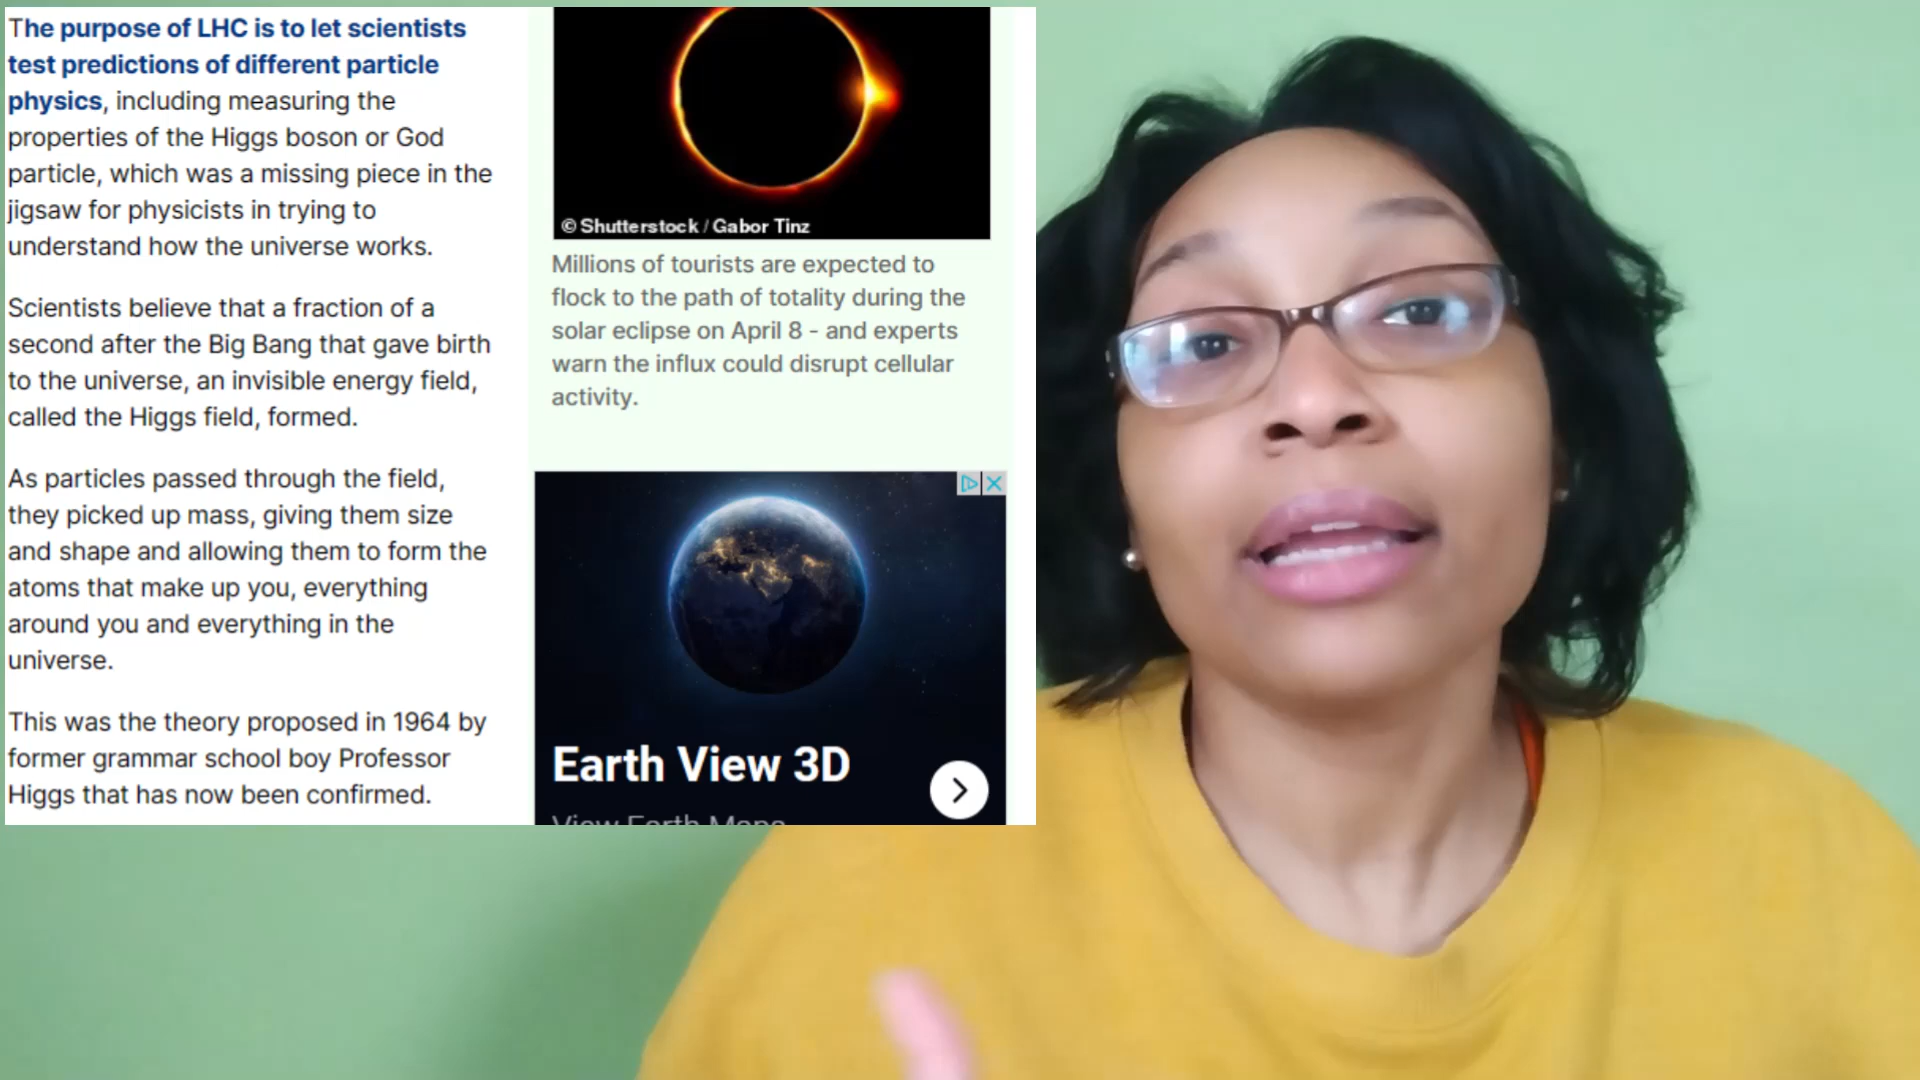 The purpose of LHC is to let scientists
test predictions of different particle
physics, including measuring the
properties of the Higgs boson or God
particle, which was a missing piece in the
jigsaw for physicists in trying to
understand how the universe works.
Scientists believe that a fraction of a
second after the Big Bang that gave birth
to the universe, an invisible energy field,
called the Higgs field, formed.
As particles passed through the field,
they picked up mass, giving them size
and shape and allowing them to form the
atoms that make up you, everything
around you and everything in the
universe.
This was the theory proposed in 1964 by
former grammar school boy Professor
Higgs that has now been confirmed.
© Shutterstock / Gabor Tinz
Millions of tourists are expected to
flock to the path of totality during the
solar eclipse on April 8 - and experts
warn the influx could disrupt cellular
activity.
Earth View 3D
View Earth Maps